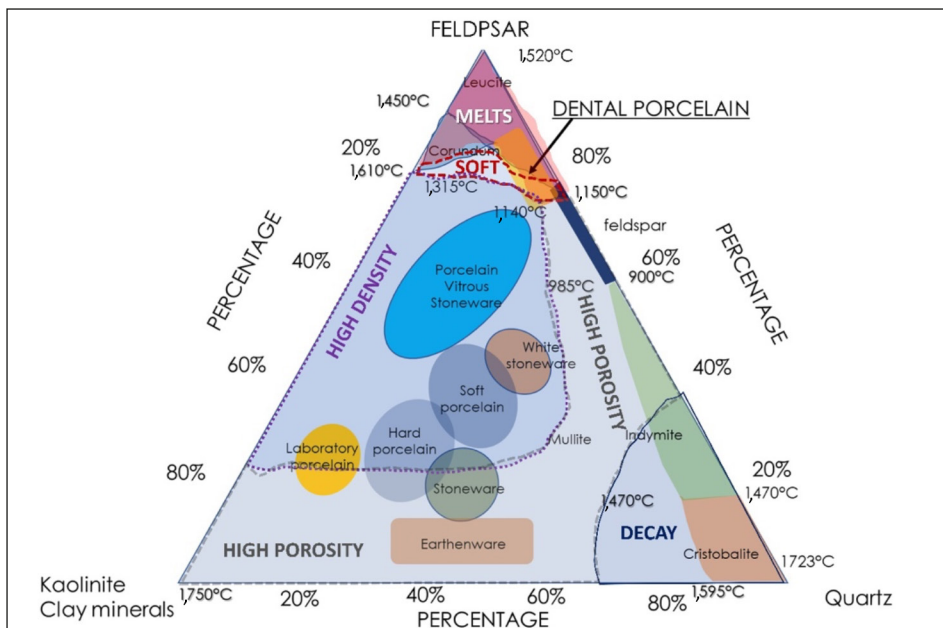 FELDPSAR
1,520°C
Leucite
1,450°C
MELTS
DENTAL PORCELAIN
Corundum
20%
80%
1,610°C
SOFT
1,315°C
1,150°C
1,140°C
feldspar
PERCENTAGE
PERCENTAGE
40%
60%
900°C
Porcelain
Vitrous
Stoneware
985°C
HIGH DENSITY
HIGH POROSITY
60%
White
stoneware
40%
Soft
porcelain
Hard
porcelain
Mullite
Indymite
Laboratory
porcelain
80%
20%
Stoneware
1,470°C
1,470°C
DECAY
HIGH POROSITY
Earthenware
Cristobalite
1723°C
Kaolinite
Clay minerals
1,750°C
20%
40%
60%
80%
1,595°C
Quartz
PERCENTAGE